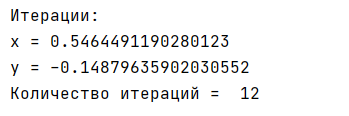 Итерации:
x = 0.5464491190280123
y = -0.14879635902030552
Количество итераций =  12